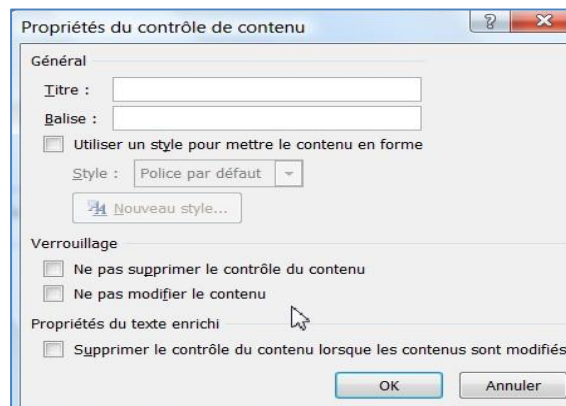 Propriétés du contrôle de contenu
?
Général
Titre :
Balise :
Utiliser un style pour mettre le contenu en forme
Style : Police par défaut
Nouveau style...
Verrouillage
Ne pas supprimer le contrôle du contenu
Ne pas modifier le contenu
Propriétés du texte enrichi
Supprimer le contrôle du contenu lorsque les contenus sont modifiés
OK Annuler